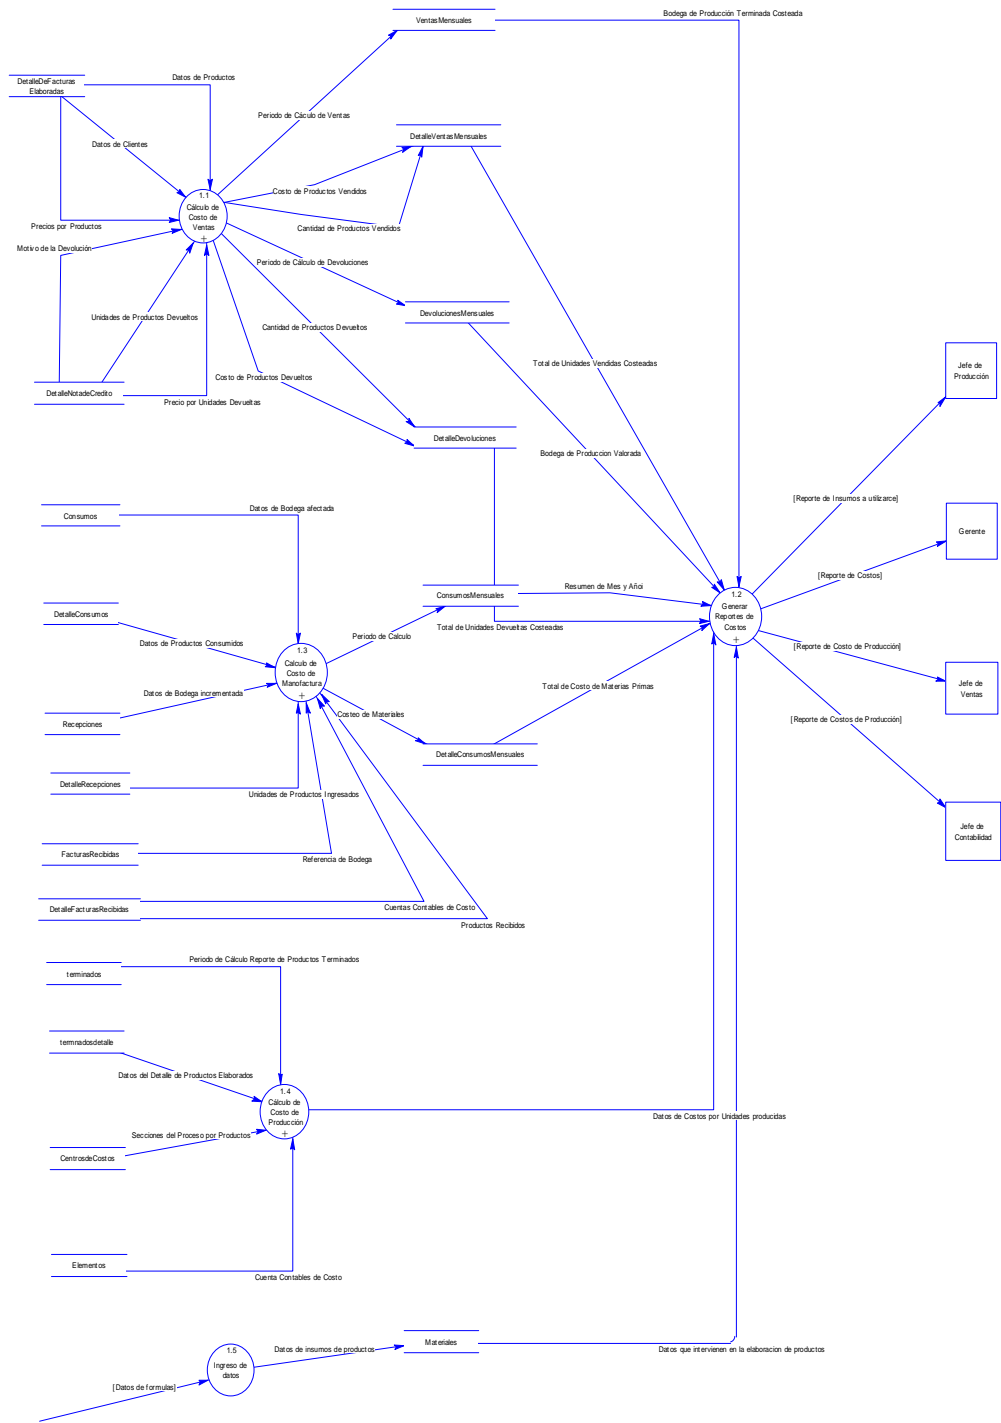 Bodega de Producción Terminada Costeada
VentasMensuales
Datos de Productos
DetalleDeFacturas
Elaboradas
Periodo de Cáculo de Ventas
DetalleVentasMensuales
Datos de Clientes
Costo de Productos Vendidos
1.1
Cálculo de
Costo de
Ventas
+
Precios por Productos
Cantidad de Productos Vendidos
Motivo de la Devolución
Periodo de Cálculo de Devoluciones
Unidades de Productos Devueltos
DevolucionesMensuales
Cantidad de Productos Devueltos
Total de Unidades Vendidas Costeadas
Jefe de
Producción
Costo de Productos Devueltos
DetalleNotadeCredito
Precio por Unidades Devueltas
DetalleDevoluciones
Bodega de Produccion Valorada
[Reporte de Insumos a utilizarce]
Datos de Bodega afectada
Consumos
Gerente
[Reporte de Costos]
Resumen de Mes y Añoi
ConsumosMensuales
1.2
Generar
Reportes de
Costos
+
DetalleConsumos
Total de Unidades Devueltas Costeadas
Periodo de Calculo
Datos de Productos Consumidos
[Reporte de Costo de Producción]
1.3
Calculo de
Costo de
Manofactura
+
Jefe de
Ventas
Datos de Bodega incrementada
Total de Costo de Materias Primas
Costeo de Materiales
[Reporte de Costos de Producción]
Recepciones
DetalleConsumosMensuales
DetalleRecepciones
Unidades de Productos Ingresados
Jefe de
Contabilidad
FacturasRecibidas
Referencia de Bodega
DetalleFacturasRecibidas
Cuentas Contables de Costo
Productos Recibidos
Periodo de Cálculo Reporte de Productos Terminados
terminados
termnadosdetalle
Datos del Detalle de Productos Elaborados
1.4
Cálculo de
Costo de
Producción
+
Datos de Costos por Unidades producidas
Secciones del Proceso por Productos
CentrosdeCostos
Elementos
Cuenta Contables de Costo
Materiales
Datos de insumos de productos
Datos que intervienen en la elaboracion de productos
1.5
Ingreso de
datos
[Datos de formulas]